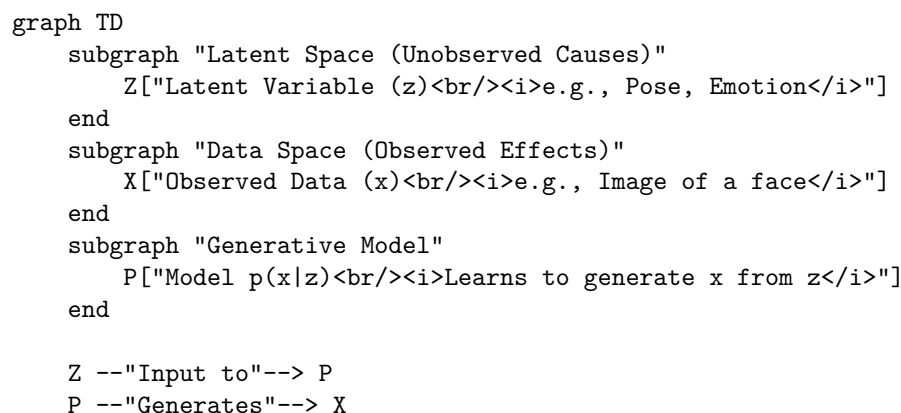 graph TD
    subgraph "Latent Space (Unobserved Causes)"
        Z["Latent Variable (z)<br/><i>e.g., Pose, Emotion</i>"]
    end
    subgraph "Data Space (Observed Effects)"
        X["Observed Data (x)<br/><i>e.g., Image of a face</i>"]
    end
    subgraph "Generative Model"
        P["Model p(x|z)<br/><i>Learns to generate x from z</i>"]
    end

    Z --"Input to"--> P
    P --"Generates"--> X